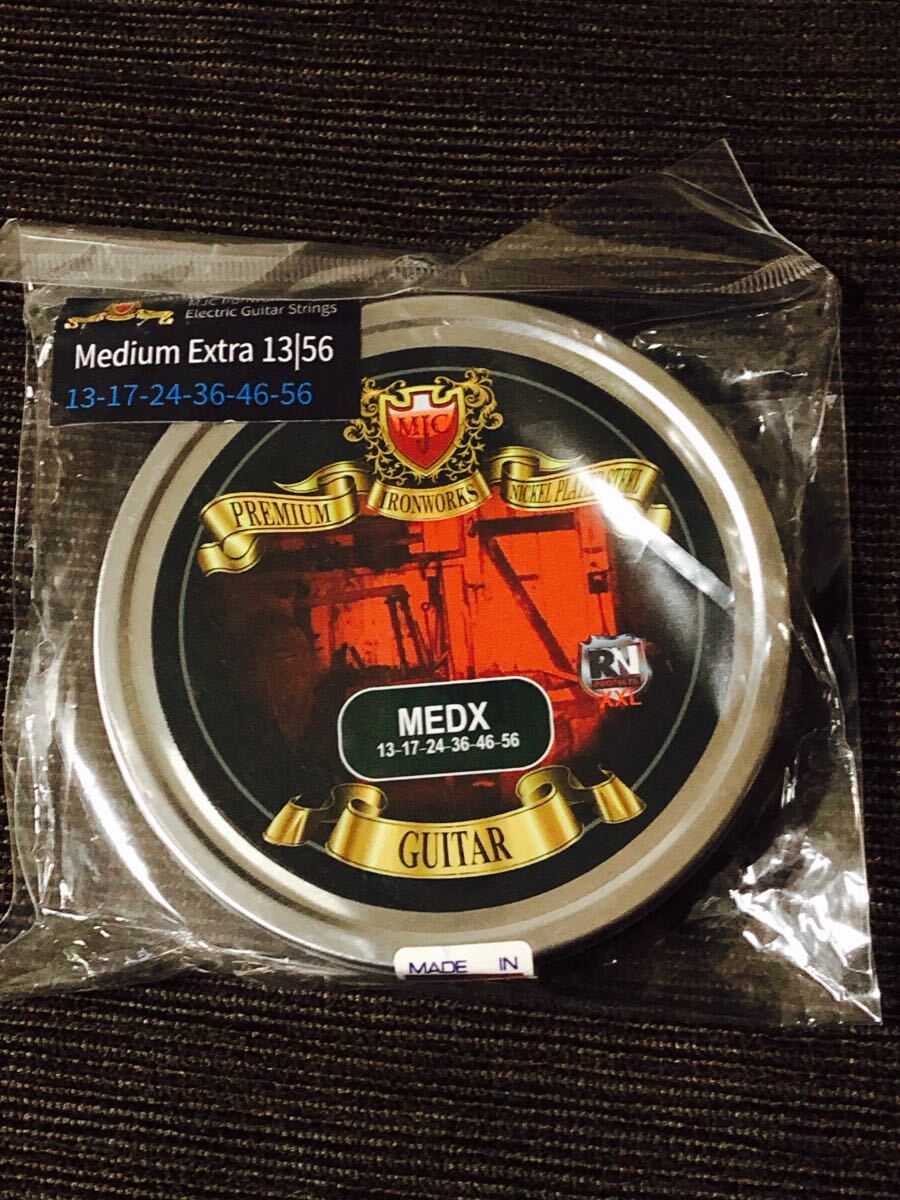 Electric Guitar Strings
Medium Extra 13|56
13-17-24-36-46-56
MJC
PREMIUM
IRONWORKS
NICKEL PLATED STEEL
RN
PROTECTS
XXL
MEDX
13-17-24-36-46-56
GUITAR
MADE IN